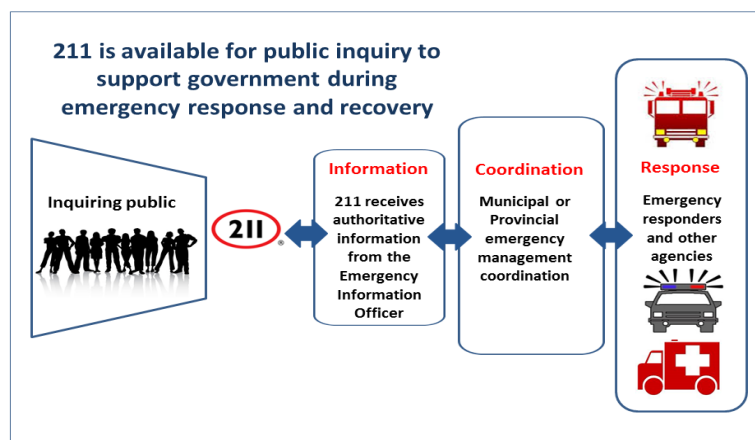 211 is available for public inquiry to
support government during
emergency response and recovery
Inquiring public
211
®
Information
211 receives
authoritative
information
from the
Emergency
Information
Officer
Coordination
Municipal or
Provincial
emergency
management
coordination
Response
Emergency
responders
and other
agencies